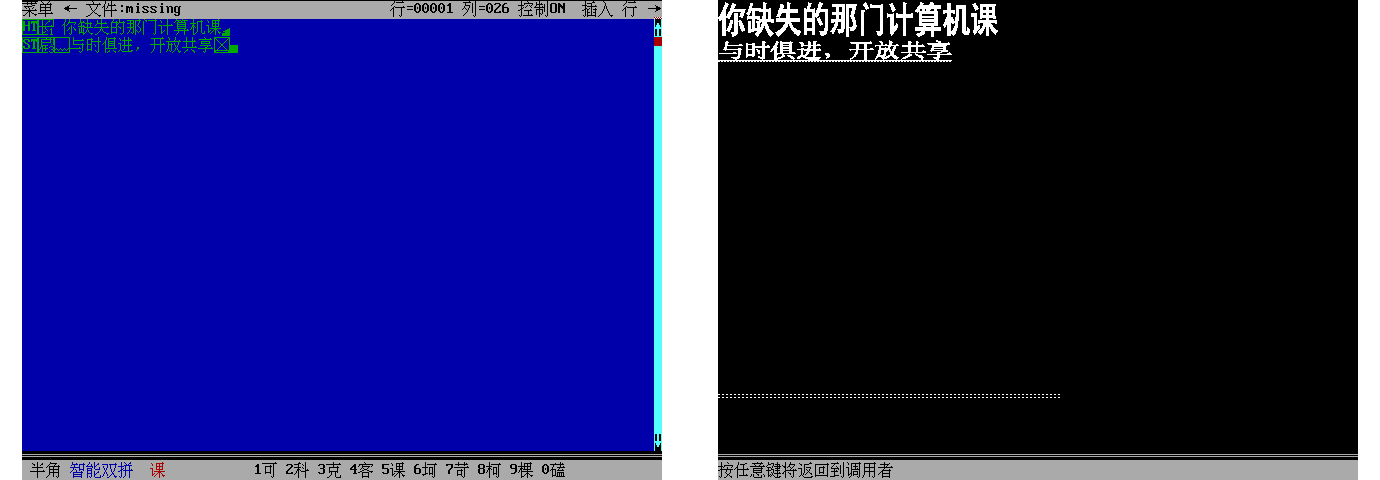 菜单 ← 文件:missing 行=00001 列=026 控制ON 插入 行 →
HT 你缺失的那门计算机课
ST 与时俱进，开放共享
半角 智能双拼 课 1可 2科 3克 4客 5课 6坷 7苛 8柯 9棵 0磕
你缺失的那门计算机课
与时俱进，开放共享
按任意键将返回到调用者